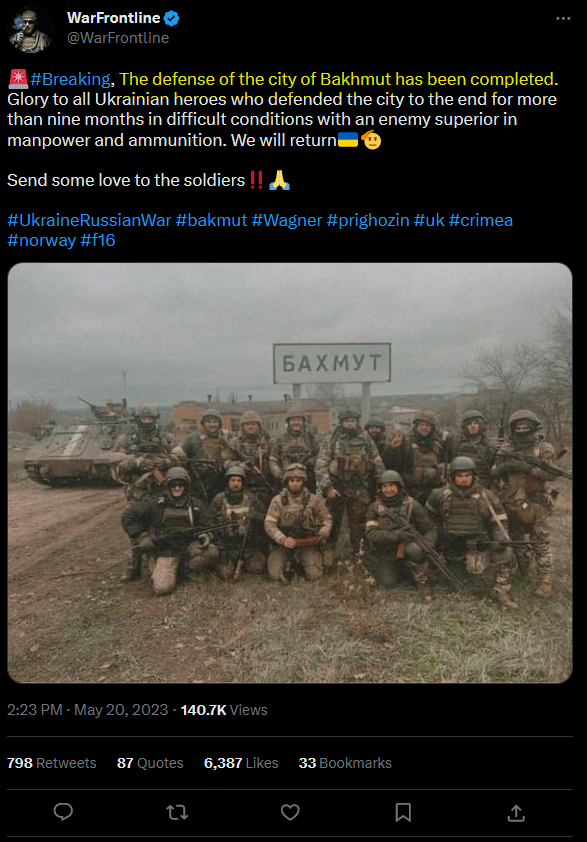 WarFrontline
@WarFrontline
🚨#Breaking, The defense of the city of Bakhmut has been completed.
Glory to all Ukrainian heroes who defended the city to the end for more
than nine months in difficult conditions with an enemy superior in
manpower and ammunition. We will return🇺🇦🫡
Send some love to the soldiers‼️🙏
#UkraineRussianWar #bakmut #Wagner #prighozin #uk #crimea
#norway #f16
БАХМУТ
2:23 PM · May 20, 2023 · 140.7K Views
798 Retweets 87 Quotes 6,387 Likes 33 Bookmarks